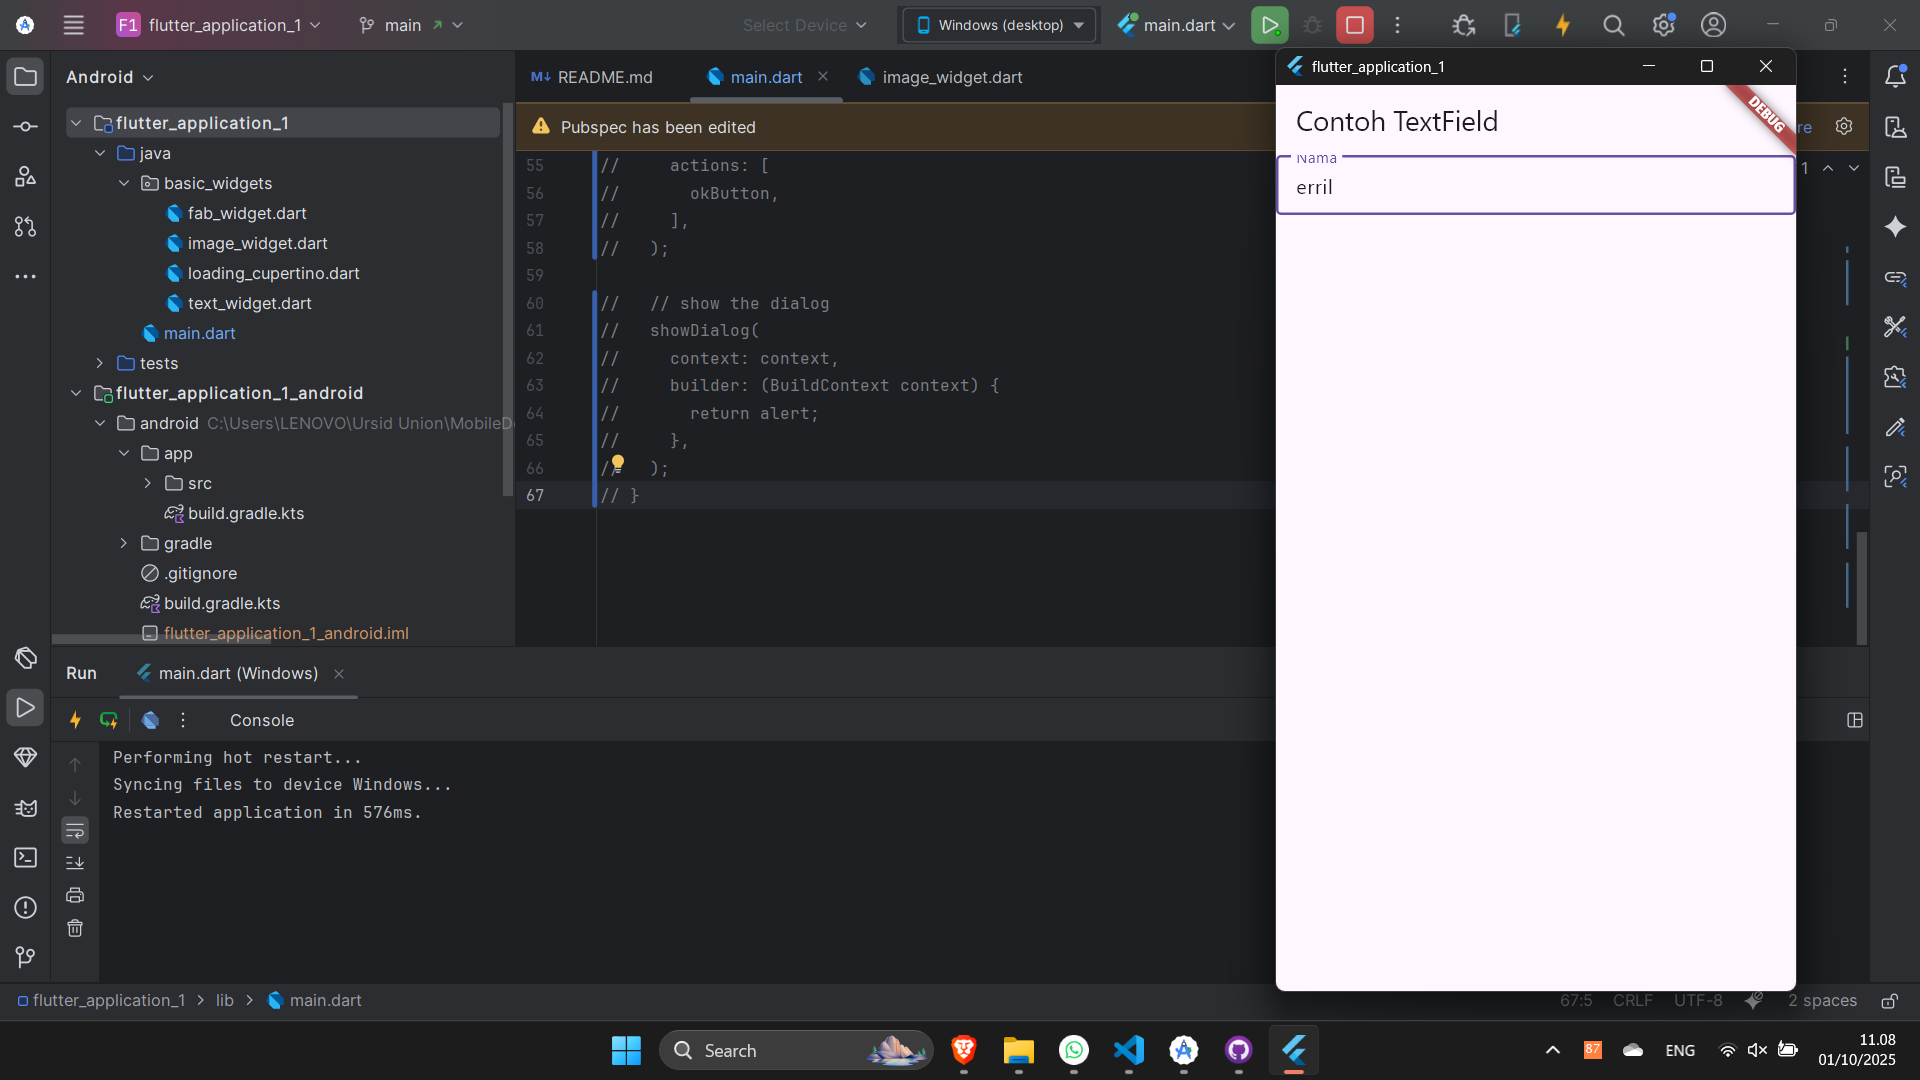 F1 flutter_application_1
main
Select Device
Windows (desktop)
main.dart
Android
README.md
main.dart
image_widget.dart
flutter_application_1
java
basic_widgets
fab_widget.dart
image_widget.dart
loading_cupertino.dart
text_widget.dart
main.dart
tests
flutter_application_1_android
android C:\Users\LENOVO\Ursid Union\MobileD
app
src
build.gradle.kts
gradle
.gitignore
build.gradle.kts
flutter_application_1_android.iml
Pubspec has been edited
re
1
55 //     actions: [
56 //       okButton,
57 //     ],
58 //   );
59
60 //   // show the dialog
61 //   showDialog(
62 //     context: context,
63 //     builder: (BuildContext context) {
64 //       return alert;
65 //     },
66 //   );
67 // }
flutter_application_1
Contoh TextField
DEBUG
Nama
erril
Run
main.dart (Windows)
Console
Performing hot restart...
Syncing files to device Windows...
Restarted application in 576ms.
flutter_application_1 > lib > main.dart
67:5 CRLF UTF-8 2 spaces
Search
87
ENG
11.08
01/10/2025